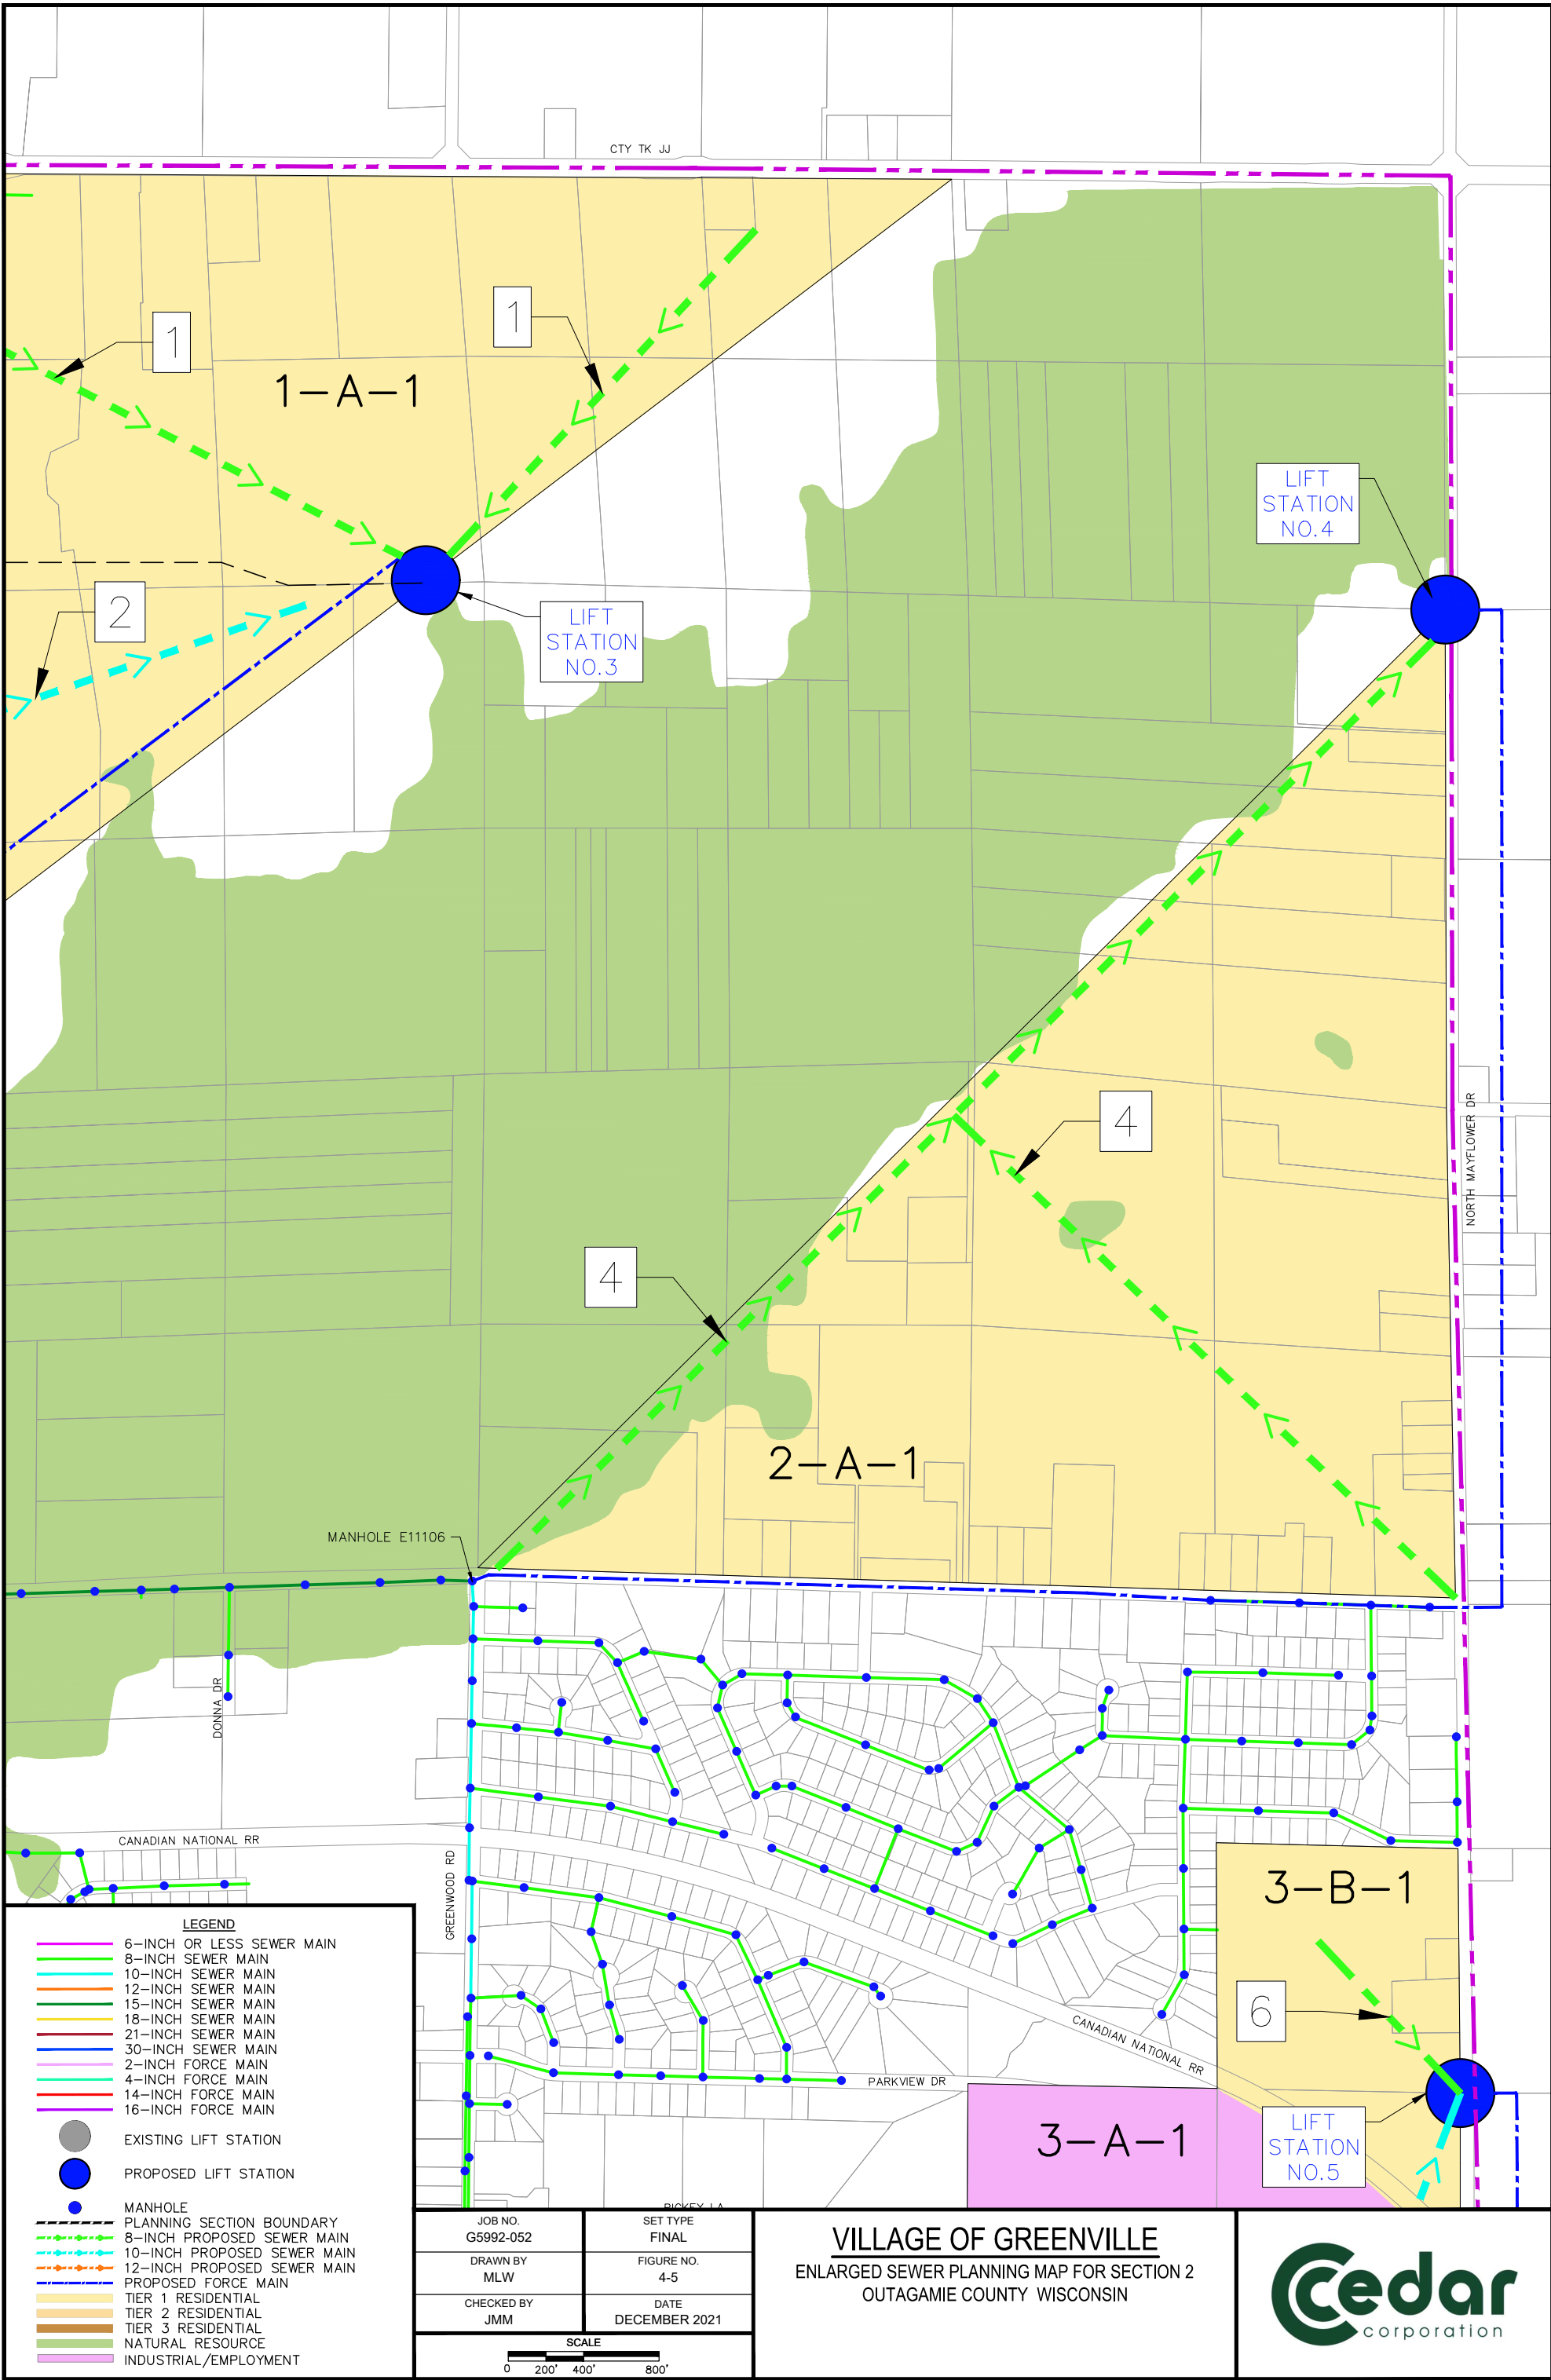 CTY TK JJ
1
1
1-A-1
LIFT
STATION
NO.4
2
LIFT
STATION
NO.3
4
NORTH MAYFLOWER DR
4
2-A-1
MANHOLE E11106
DONNA DR
CANADIAN NATIONAL RR
GREENWOOD RD
3-B-1
6
CANADIAN NATIONAL RR
PARKVIEW DR
3-A-1
LIFT
STATION
NO.5
LEGEND
6-INCH OR LESS SEWER MAIN
8-INCH SEWER MAIN
10-INCH SEWER MAIN
12-INCH SEWER MAIN
15-INCH SEWER MAIN
18-INCH SEWER MAIN
21-INCH SEWER MAIN
30-INCH SEWER MAIN
2-INCH FORCE MAIN
4-INCH FORCE MAIN
14-INCH FORCE MAIN
16-INCH FORCE MAIN
EXISTING LIFT STATION
PROPOSED LIFT STATION
MANHOLE
PLANNING SECTION BOUNDARY
8-INCH PROPOSED SEWER MAIN
10-INCH PROPOSED SEWER MAIN
12-INCH PROPOSED SEWER MAIN
PROPOSED FORCE MAIN
TIER 1 RESIDENTIAL
TIER 2 RESIDENTIAL
TIER 3 RESIDENTIAL
NATURAL RESOURCE
INDUSTRIAL/EMPLOYMENT
JOB NO.
G5992-052
SET TYPE
FINAL
DRAWN BY
MLW
FIGURE NO.
4-5
CHECKED BY
JMM
DATE
DECEMBER 2021
SCALE
0 200' 400' 800'
VILLAGE OF GREENVILLE
ENLARGED SEWER PLANNING MAP FOR SECTION 2
OUTAGAMIE COUNTY WISCONSIN
Cedar
corporation